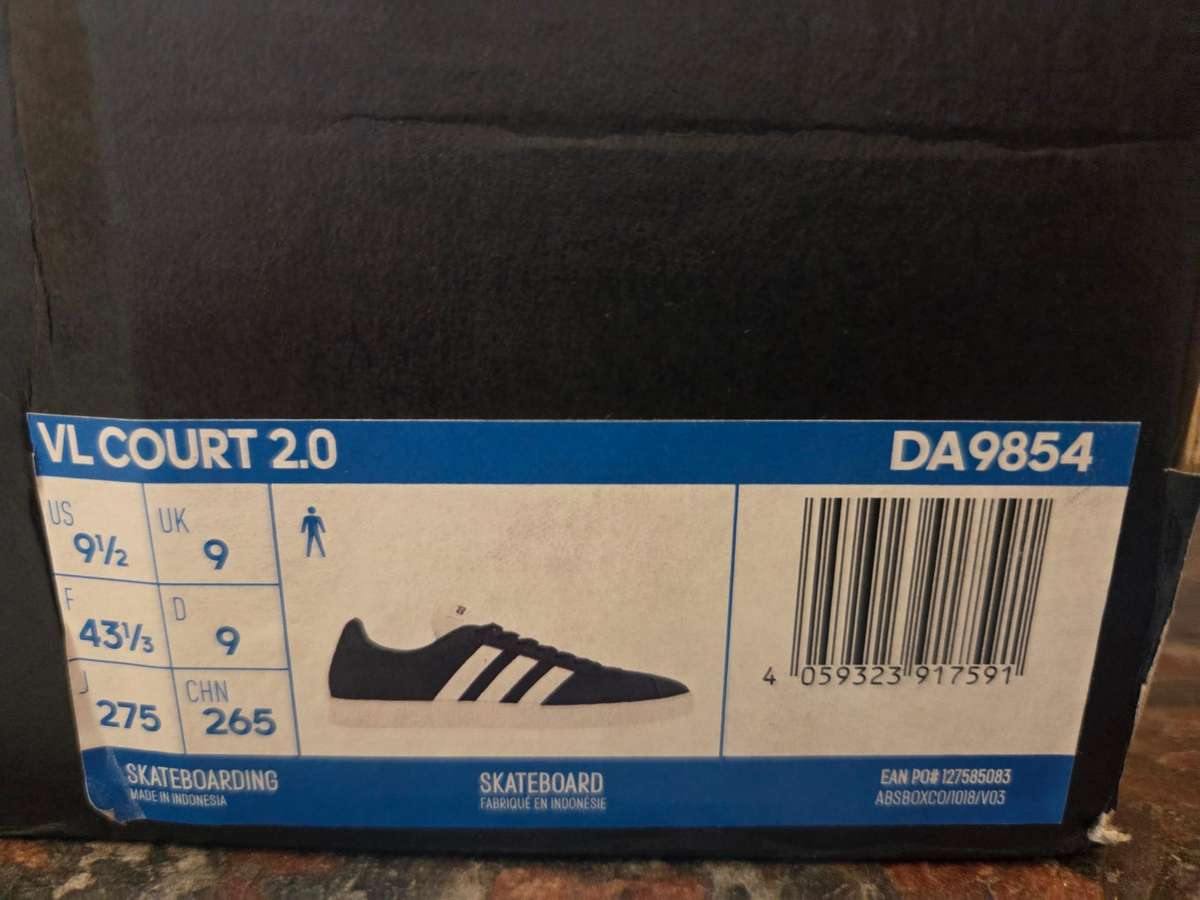 VL COURT 2.0
DA9854
US
9½
UK
9
F
43⅓
D
9
J
275
CHN
265
4 059323 917591
SKATEBOARDING
MADE IN INDONESIA
SKATEBOARD
FABRIQUÉ EN INDONÉSIE
EAN PO# 127585083
ABSBOXCO/1018/V03